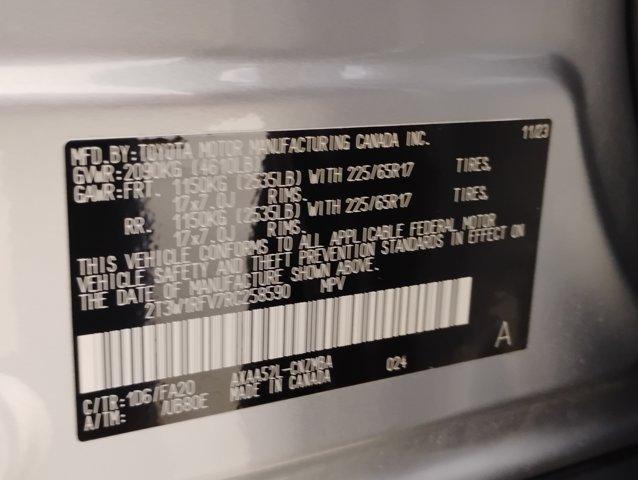 MFD.BY:TOYOTA MOTOR MANUFACTURING CANADA INC. 11/23
GVWR:2090KG (4610LB)
GAWR:FRT. 1150KG (2535LB) WITH 225/65R17 TIRES.
17x7.0J RIMS.
RR. 1150KG (2535LB) WITH 225/65R17 TIRES.
17x7.0J RIMS.
THIS VEHICLE CONFORMS TO ALL APPLICABLE FEDERAL MOTOR
VEHICLE SAFETY AND THEFT PREVENTION STANDARDS IN EFFECT ON
THE DATE OF MANUFACTURE SHOWN ABOVE.
2T3W1RFV7RC258590 MPV
A
C/TR:1D6/FA20 AXAA52L-CNZMBA 024
A/TM: /UB80E MADE IN CANADA